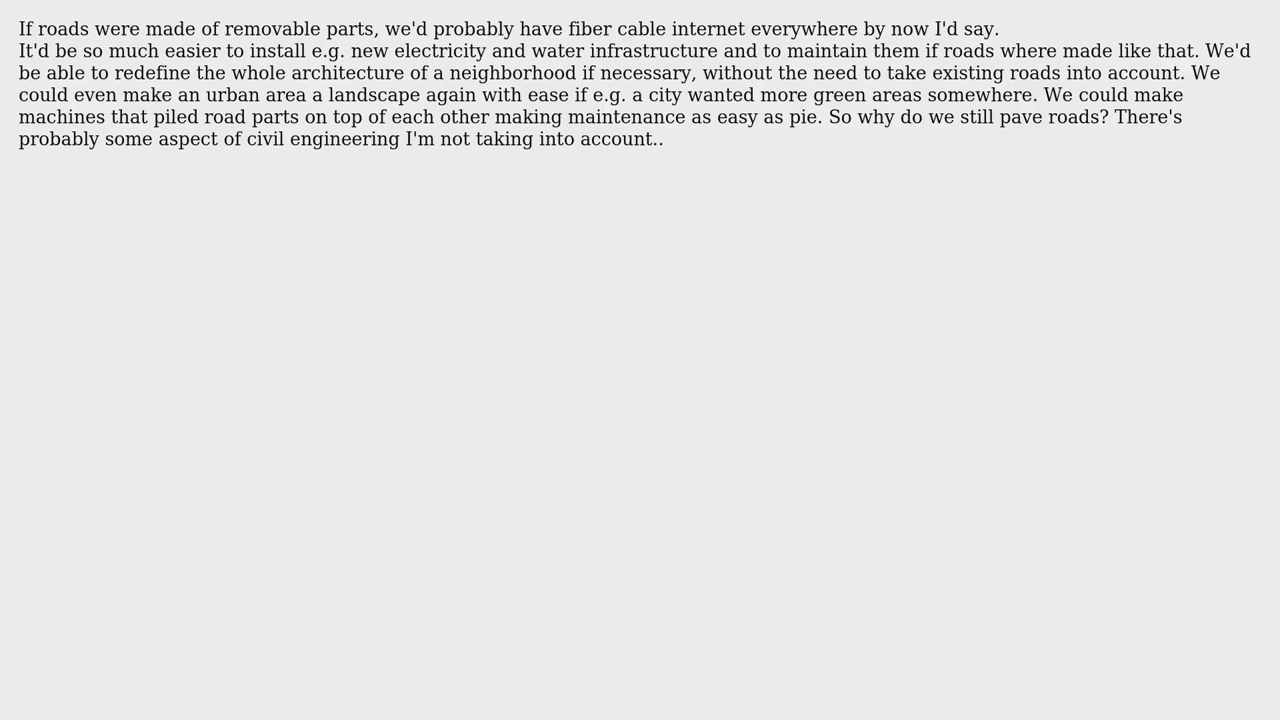 If roads were made of removable parts, we'd probably have fiber cable internet everywhere by now I'd say.
It'd be so much easier to install e.g. new electricity and water infrastructure and to maintain them if roads where made like that. We'd
be able to redefine the whole architecture of a neighborhood if necessary, without the need to take existing roads into account. We
could even make an urban area a landscape again with ease if e.g. a city wanted more green areas somewhere. We could make
machines that piled road parts on top of each other making maintenance as easy as pie. So why do we still pave roads? There's
probably some aspect of civil engineering I'm not taking into account..